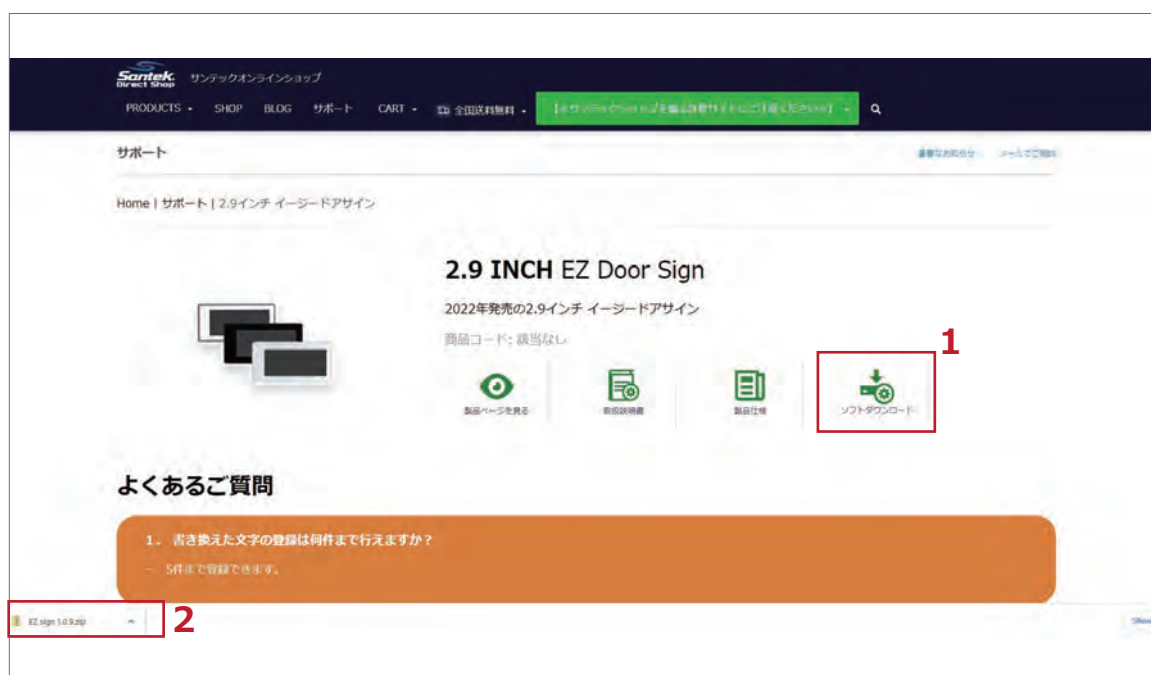 Santek
Direct Shop
サンテックオンラインショップ
PRODUCTS
SHOP
BLOG
サポート
CART
全国送料無料
サポート
重要なお知らせ
Home | サポート | 2.9インチ イージードアサイン
2.9 INCH EZ Door Sign
2022年発売の2.9インチ イージードアサイン
商品コード: 該当なし
1
製品ページを見る
取扱説明書
製品仕様
ソフトダウンロード
よくあるご質問
1. 書き換えた文字の登録は何件まで行えますか?
— 5件まで登録できます。
EZ sign 1.0.9.zip
2
Show